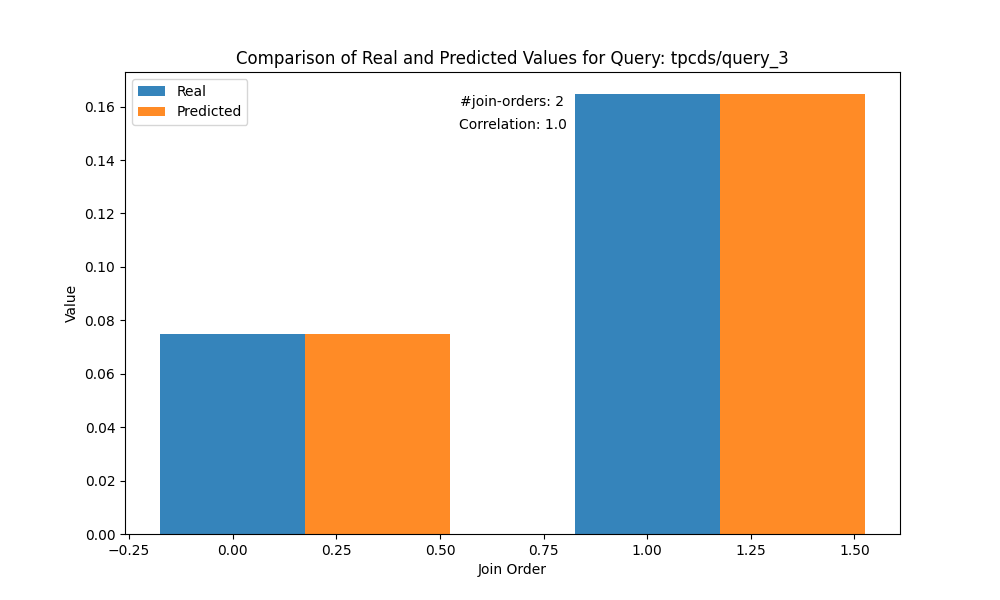 Comparison of Real and Predicted Values for Query: tpcds/query_3
Real
Predicted
#join-orders: 2
Correlation: 1.0
Value
0.16
0.14
0.12
0.10
0.08
0.06
0.04
0.02
0.00
−0.25 0.00 0.25 0.50 0.75 1.00 1.25 1.50
Join Order